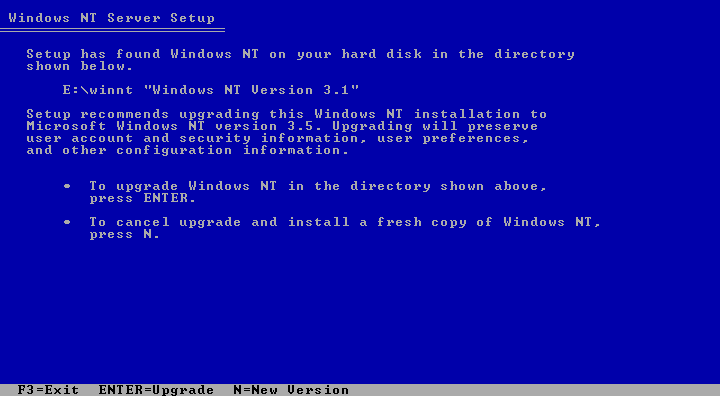 Windows NT Server Setup
Setup has found Windows NT on your hard disk in the directory
shown below.
E:\winnt "Windows NT Version 3.1"
Setup recommends upgrading this Windows NT installation to
Microsoft Windows NT version 3.5. Upgrading will preserve
user account and security information, user preferences,
and other configuration information.
• To upgrade Windows NT in the directory shown above,
press ENTER.
• To cancel upgrade and install a fresh copy of Windows NT,
press N.
F3=Exit ENTER=Upgrade N=New Version